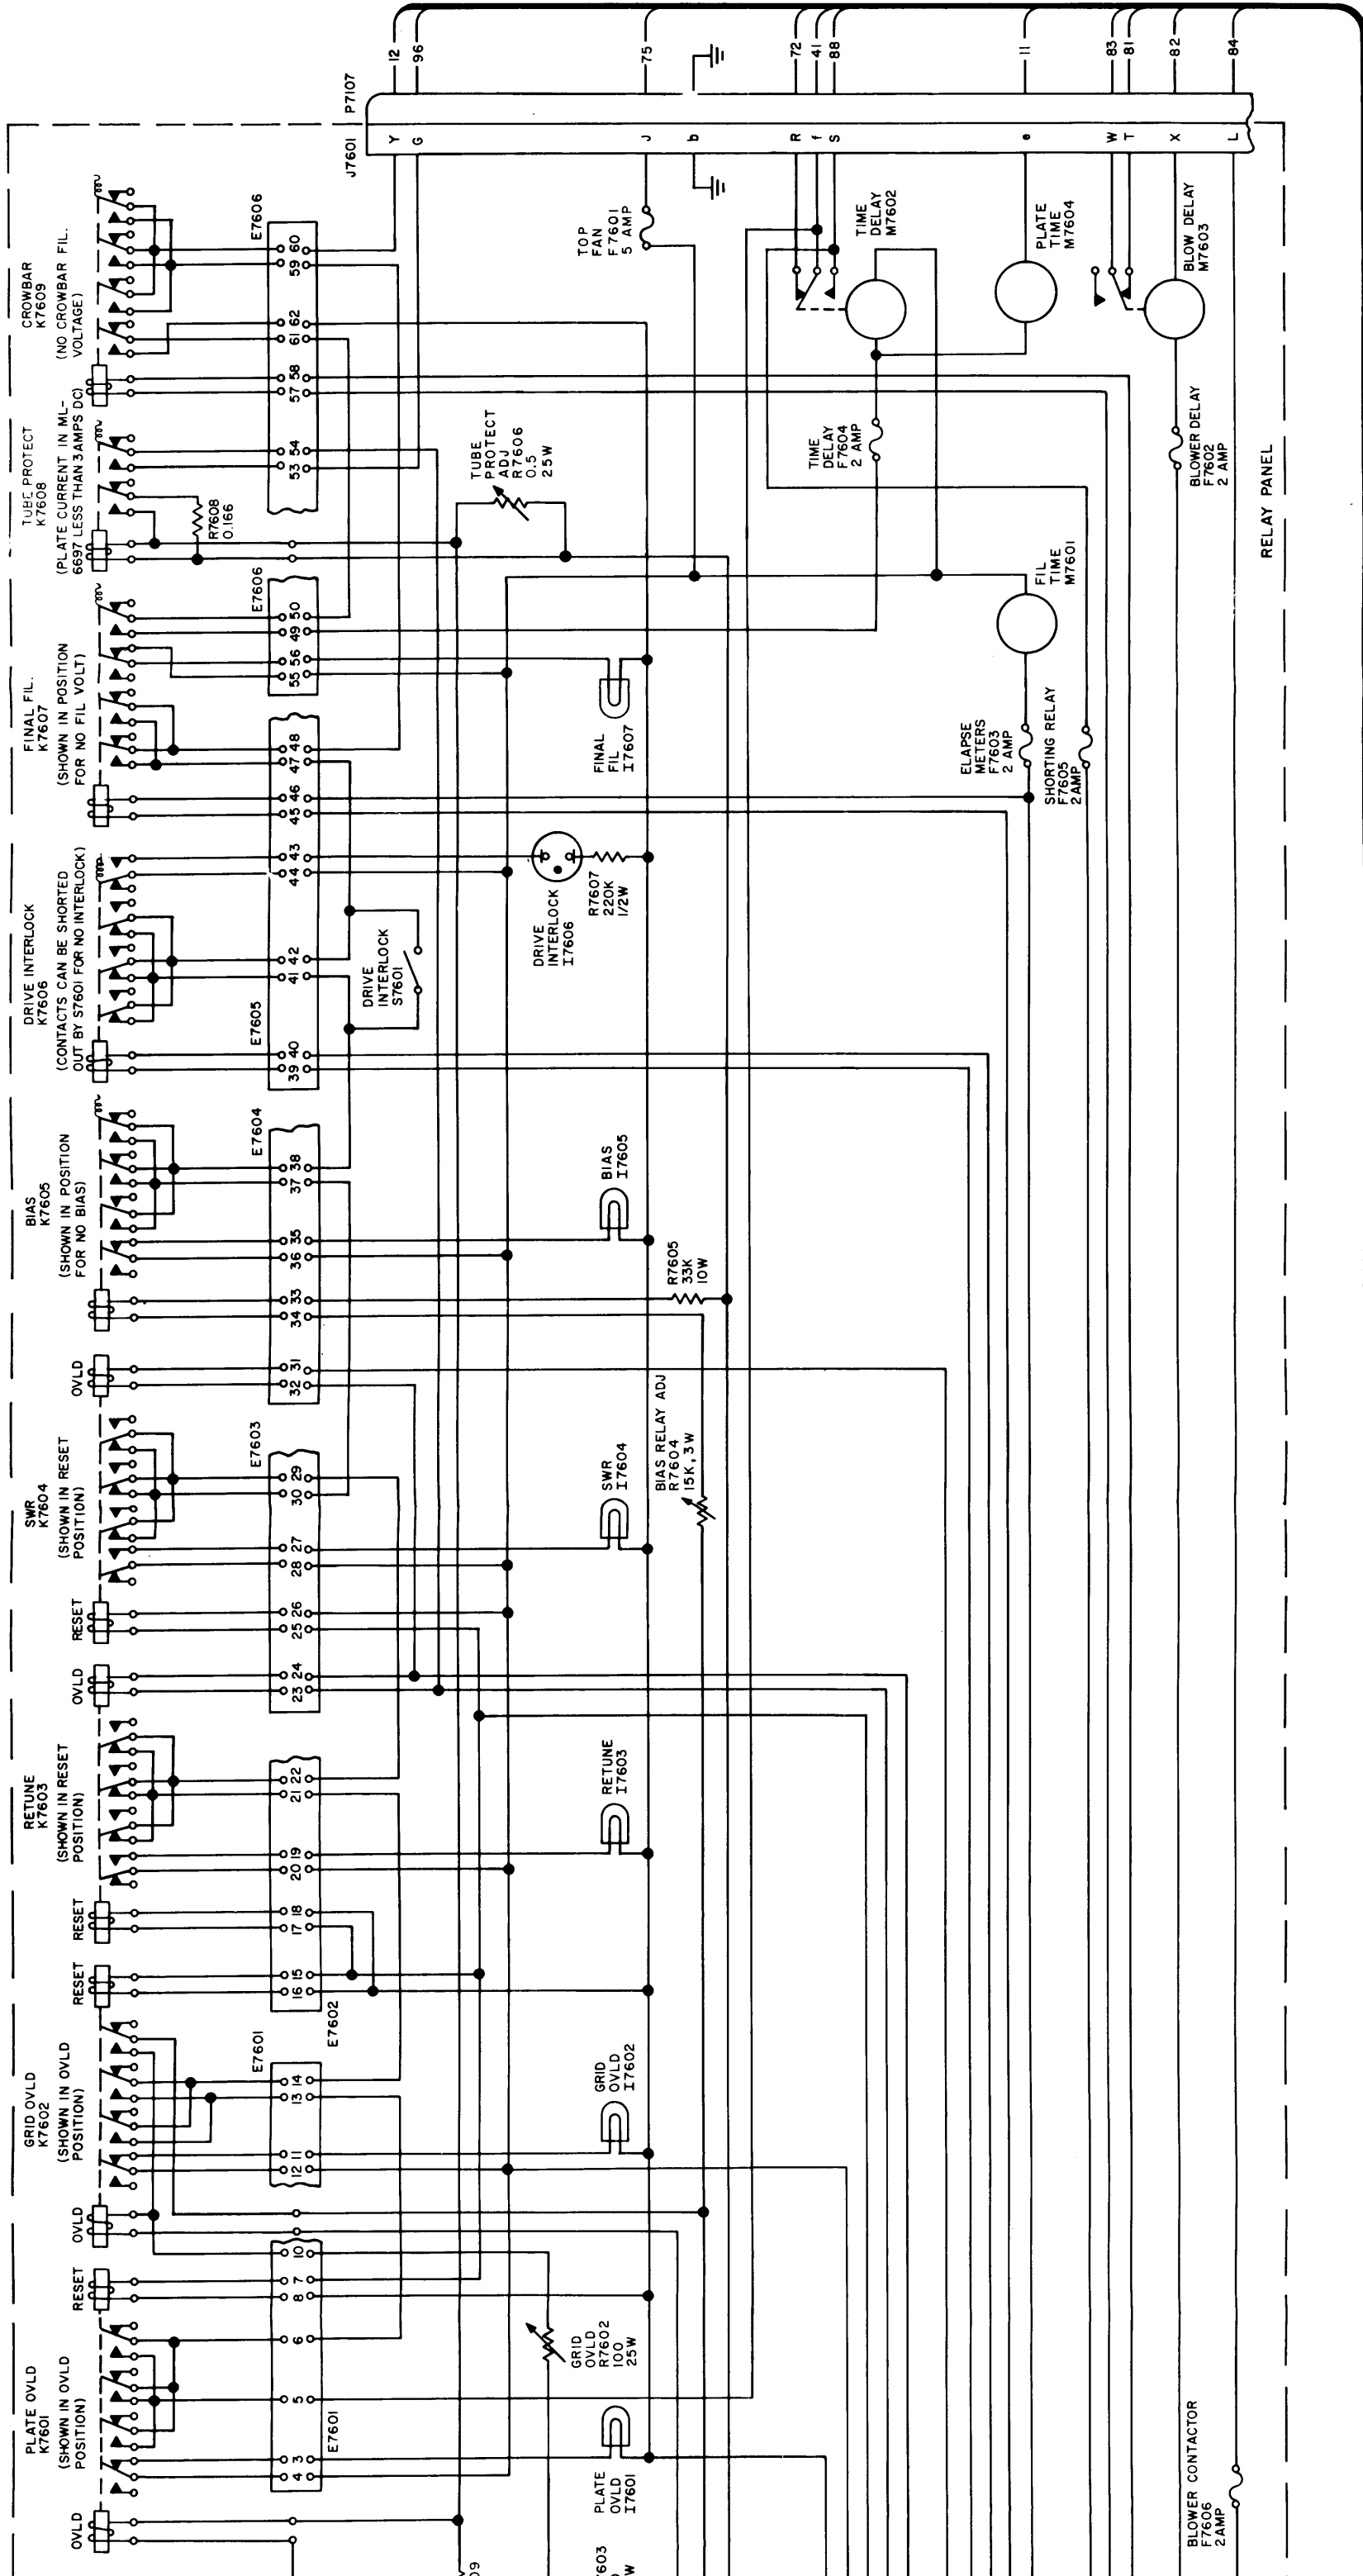 12
96
75
72
41
88
11
83
81
82
84
J7601 P7107
Y
G
J
b
R
f
S
e
W
T
X
L
CROWBAR
K7609
(NO CROWBAR FIL.
VOLTAGE)
E7606
60
59
62
61
58
57
54
53
TOP
FAN
F7601
5 AMP
TIME
DELAY
M7602
PLATE
TIME
M7604
BLOW DELAY
M7603
TUBE PROTECT
K7608
(PLATE CURRENT IN ML-
6697 LESS THAN 3 AMPS DC)
R7608
0.166
TUBE
PROTECT
ADJ
R7606
0.5
25W
TIME
DELAY
F7604
2 AMP
BLOWER DELAY
F7602
2 AMP
RELAY PANEL
FINAL FIL.
K7607
(SHOWN IN POSITION
FOR NO FIL VOLT)
E7606
50
49
56
55
48
47
46
45
FINAL
FIL
I7607
FIL
TIME
M7601
ELAPSE
METERS
F7603
2 AMP
SHORTING RELAY
F7605
2AMP
DRIVE INTERLOCK
K7606
(CONTACTS CAN BE SHORTED
OUT BY S7601 FOR NO INTERLOCK)
43
44
42
41
E7605
40
39
DRIVE
INTERLOCK
S7601
DRIVE
INTERLOCK
I7606
R7607
220K
1/2W
BIAS
K7605
(SHOWN IN POSITION
FOR NO BIAS)
E7604
38
37
35
36
33
34
31
32
BIAS
I7605
R7605
33K
10W
OVLD
SWR
K7604
(SHOWN IN RESET
POSITION)
E7603
29
30
27
28
26
25
24
23
SWR
I7604
BIAS RELAY ADJ
R7604
15K, 3W
RESET
OVLD
RETUNE
K7603
(SHOWN IN RESET
POSITION)
22
21
19
20
18
17
15
16
RETUNE
I7603
RESET
RESET
E7602
GRID OVLD
K7602
(SHOWN IN OVLD
POSITION)
E7601
14
13
11
12
10
7
8
6
5
3
4
GRID
OVLD
I7602
OVLD
RESET
GRID
OVLD
R7602
100
25W
PLATE OVLD
K7601
(SHOWN IN OVLD
POSITION)
E7601
PLATE
OVLD
I7601
OVLD
BLOWER CONTACTOR
F7606
2AMP
09
603
W